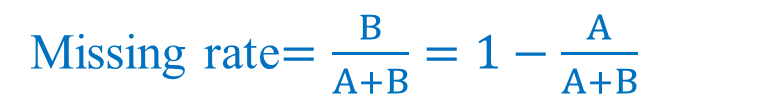 Missing rate= B/A+B = 1 − A/A+B